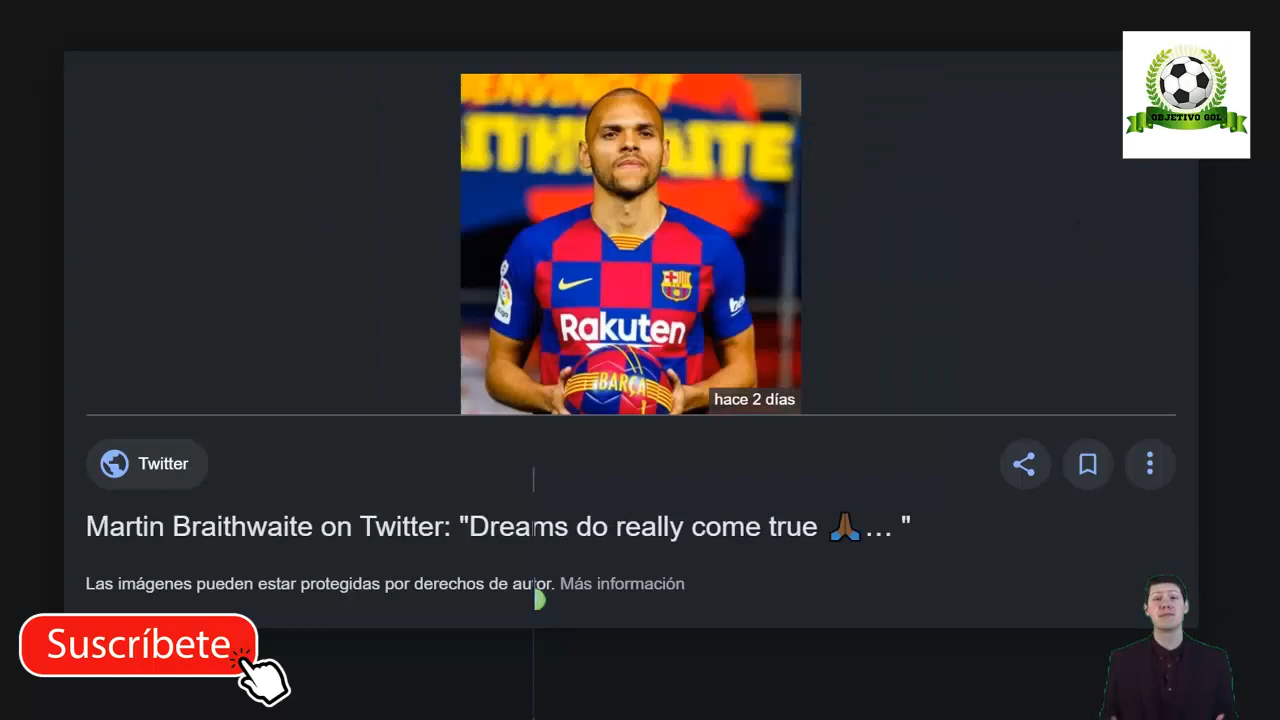 OBJETIVO GOL
Rakuten
BARÇA
hace 2 días
Twitter
Martin Braithwaite on Twitter: "Dreams do really come true 🙏🏾… "
Las imágenes pueden estar protegidas por derechos de autor. Más información
Suscríbete